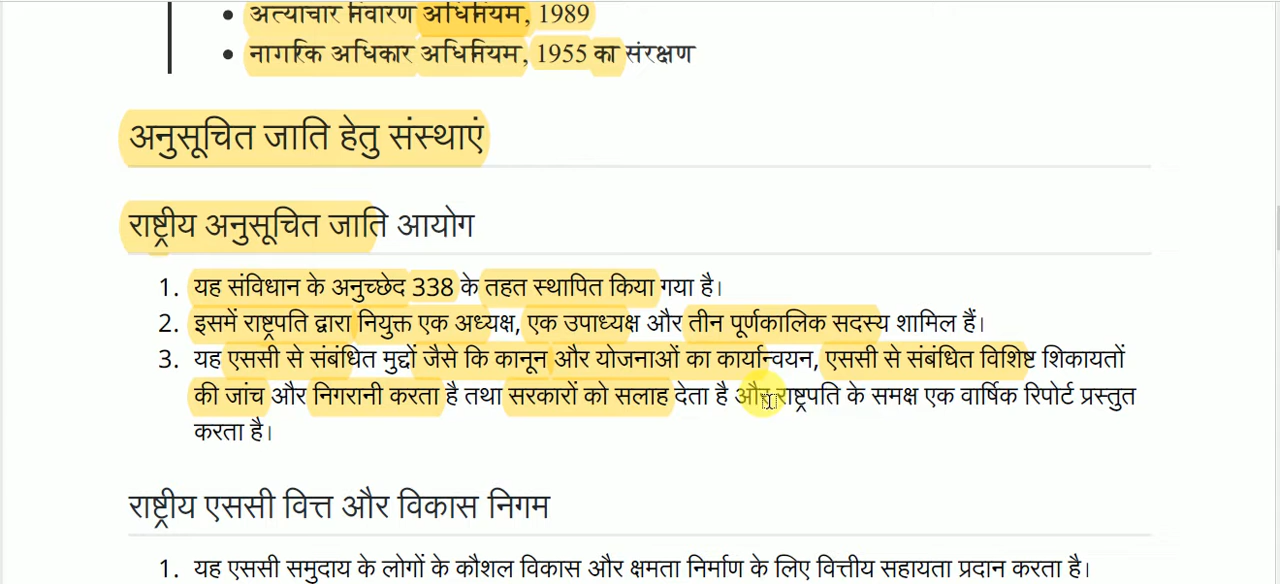 अत्याचार निवारण अधिनियम, 1989
नागरिक अधिकार अधिनियम, 1955 का संरक्षण
अनुसूचित जाति हेतु संस्थाएं
राष्ट्रीय अनुसूचित जाति आयोग
1. यह संविधान के अनुच्छेद 338 के तहत स्थापित किया गया है।
2. इसमें राष्ट्रपति द्वारा नियुक्त एक अध्यक्ष, एक उपाध्यक्ष और तीन पूर्णकालिक सदस्य शामिल हैं।
3. यह एससी से संबंधित मुद्दों जैसे कि कानून और योजनाओं का कार्यान्वयन, एससी से संबंधित विशिष्ट शिकायतों
की जांच और निगरानी करता है तथा सरकारों को सलाह देता है और राष्ट्रपति के समक्ष एक वार्षिक रिपोर्ट प्रस्तुत
करता है।
राष्ट्रीय एससी वित्त और विकास निगम
1. यह एससी समुदाय के लोगों के कौशल विकास और क्षमता निर्माण के लिए वित्तीय सहायता प्रदान करता है।